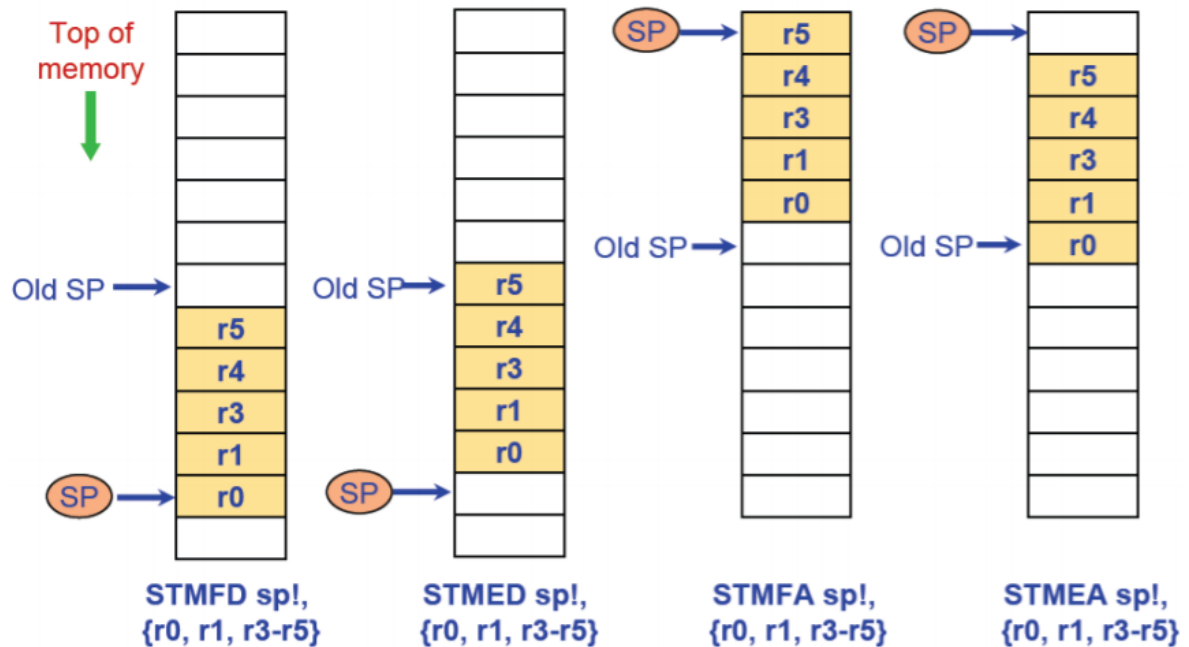 Top of
memory
Old SP
r5
r4
r3
r1
SP
r0
STMFD sp!,
{r0, r1, r3-r5}
Old SP
r5
r4
r3
r1
r0
SP
STMED sp!,
{r0, r1, r3-r5}
SP
r5
r4
r3
r1
r0
Old SP
STMFA sp!,
{r0, r1, r3-r5}
SP
r5
r4
r3
r1
Old SP
r0
STMEA sp!,
{r0, r1, r3-r5}